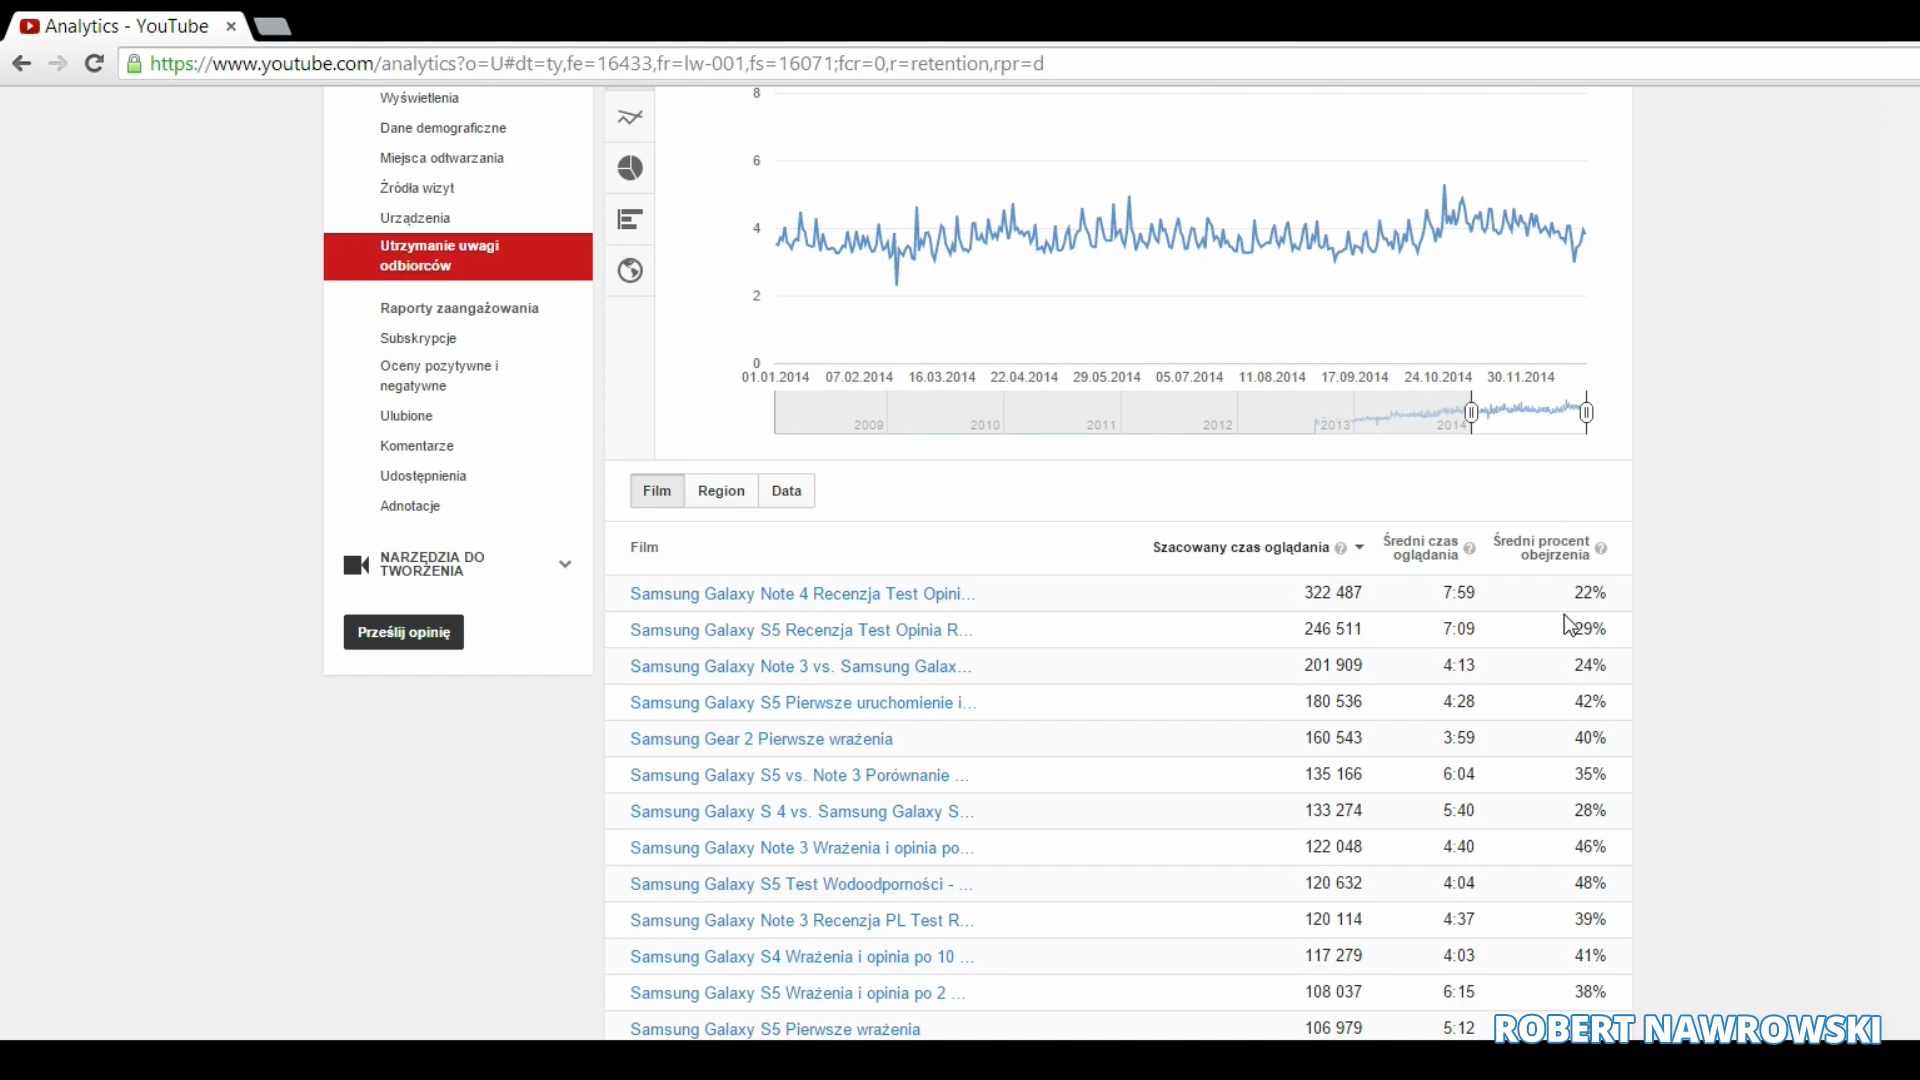 Analytics - YouTube
https://www.youtube.com/analytics?o=U#dt=ty,fe=16433,fr=lw-001,fs=16071;fcr=0,r=retention,rpr=d
Wyświetlenia
Dane demograficzne
Miejsca odtwarzania
Źródła wizyt
Urządzenia
Utrzymanie uwagi
odbiorców
Raporty zaangażowania
Subskrypcje
Oceny pozytywne i
negatywne
Ulubione
Komentarze
Udostępnienia
Adnotacje
NARZĘDZIA DO
TWORZENIA
Prześlij opinię
8
6
4
2
0
01.01.2014 07.02.2014 16.03.2014 22.04.2014 29.05.2014 05.07.2014 11.08.2014 17.09.2014 24.10.2014 30.11.2014
2009 2010 2011 2012 2013 2014
Film Region Data
Film Szacowany czas oglądania Średni czas oglądania Średni procent obejrzenia
Samsung Galaxy Note 4 Recenzja Test Opini... 322 487 7:59 22%
Samsung Galaxy S5 Recenzja Test Opinia R... 246 511 7:09 29%
Samsung Galaxy Note 3 vs. Samsung Galax... 201 909 4:13 24%
Samsung Galaxy S5 Pierwsze uruchomienie i... 180 536 4:28 42%
Samsung Gear 2 Pierwsze wrażenia 160 543 3:59 40%
Samsung Galaxy S5 vs. Note 3 Porównanie ... 135 166 6:04 35%
Samsung Galaxy S 4 vs. Samsung Galaxy S... 133 274 5:40 28%
Samsung Galaxy Note 3 Wrażenia i opinia po... 122 048 4:40 46%
Samsung Galaxy S5 Test Wodoodporności - ... 120 632 4:04 48%
Samsung Galaxy Note 3 Recenzja PL Test R... 120 114 4:37 39%
Samsung Galaxy S4 Wrażenia i opinia po 10 ... 117 279 4:03 41%
Samsung Galaxy S5 Wrażenia i opinia po 2 ... 108 037 6:15 38%
Samsung Galaxy S5 Pierwsze wrażenia 106 979 5:12
ROBERT NAWROWSKI